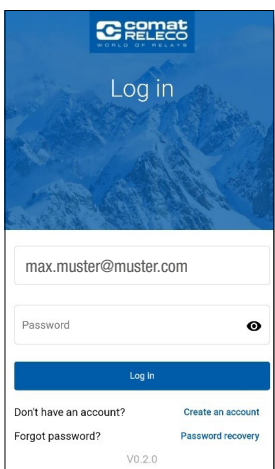 comat
RELECO
WORLD OF RELAYS
Log in
max.muster@muster.com
Password
Log In
Don't have an account? Create an account
Forgot password? Password recovery
V0.2.0